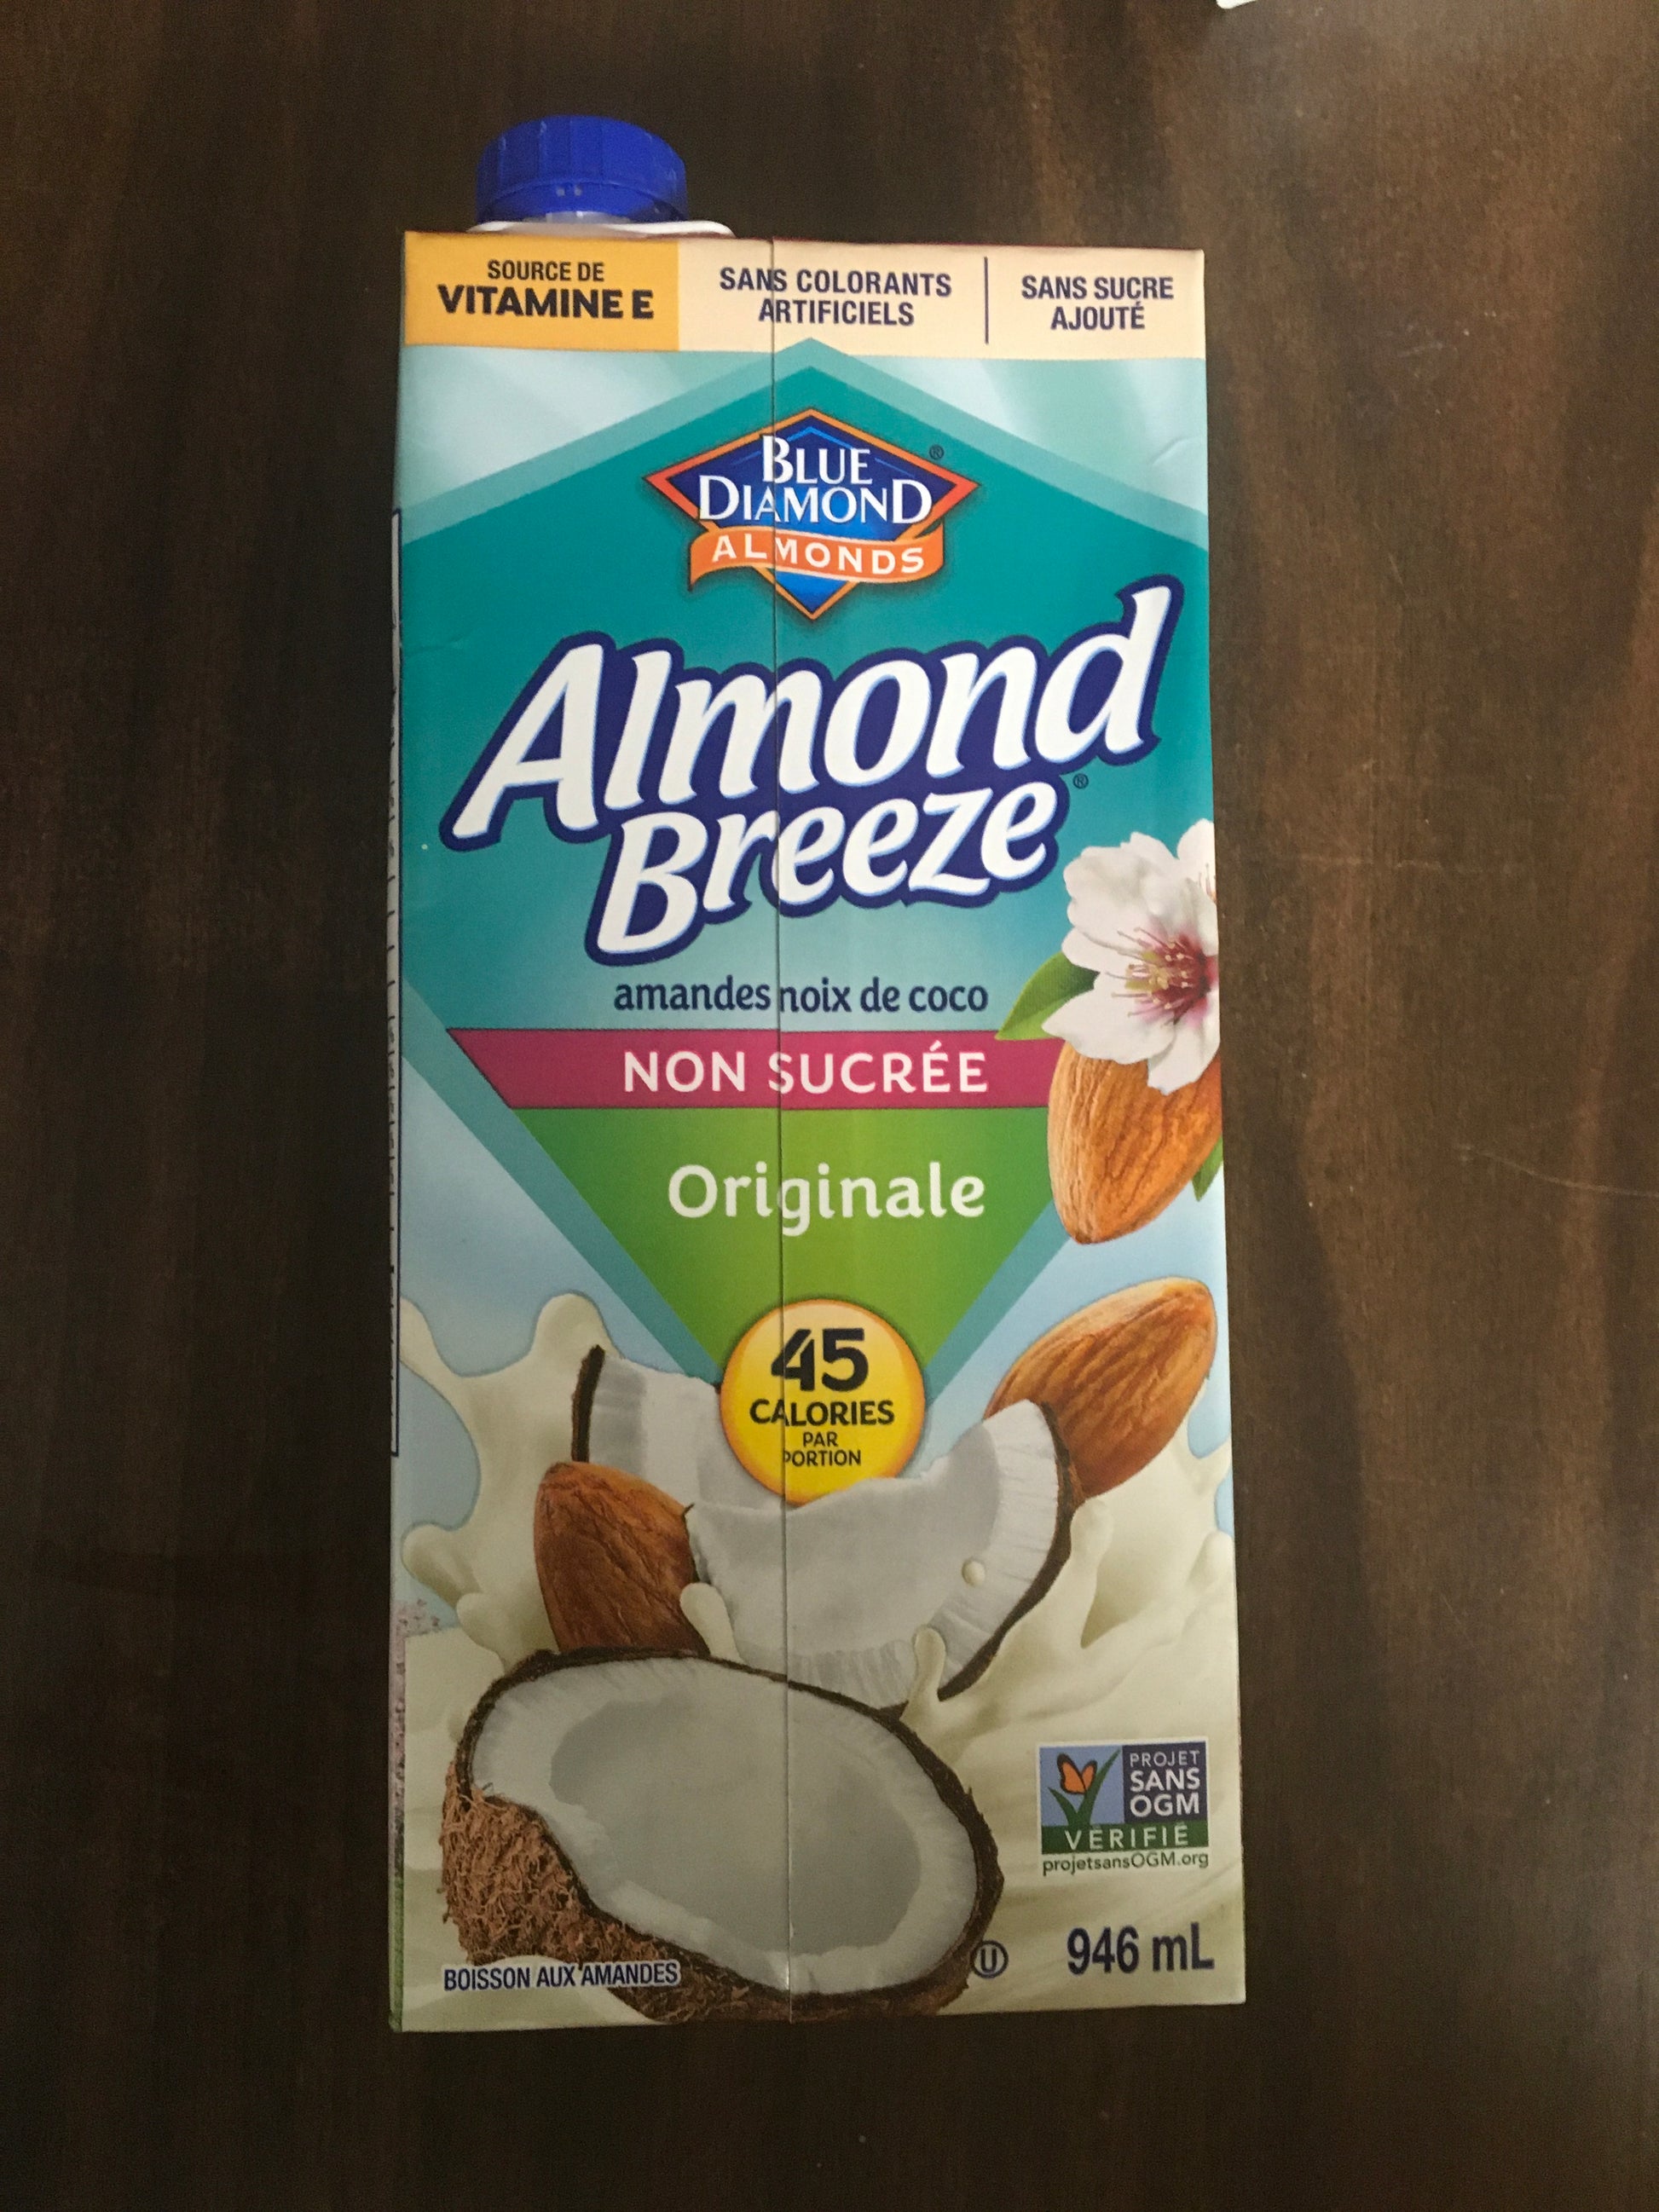 SOURCE DE
VITAMINE E
SANS COLORANTS
ARTIFICIELS
SANS SUCRE
AJOUTÉ
BLUE
DIAMOND
ALMONDS
®
Almond
Breeze®
amandes noix de coco
NON SUCRÉE
Originale
45
CALORIES
PAR
PORTION
PROJET
SANS
OGM
VÉRIFIÉ
projetsansOGM.org
BOISSON AUX AMANDES
U
946 mL